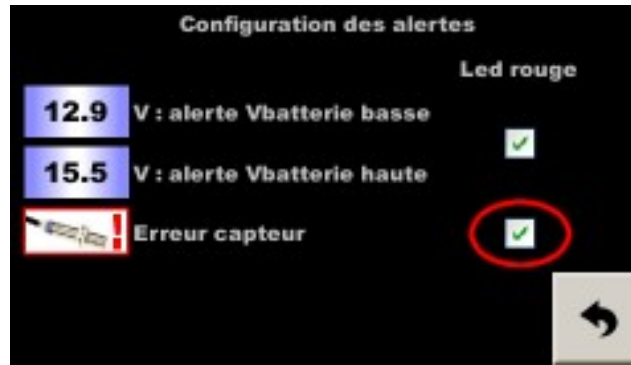 Configuration des alertes
Led rouge
12.9 V : alerte Vbatterie basse
15.5 V : alerte Vbatterie haute
! Erreur capteur